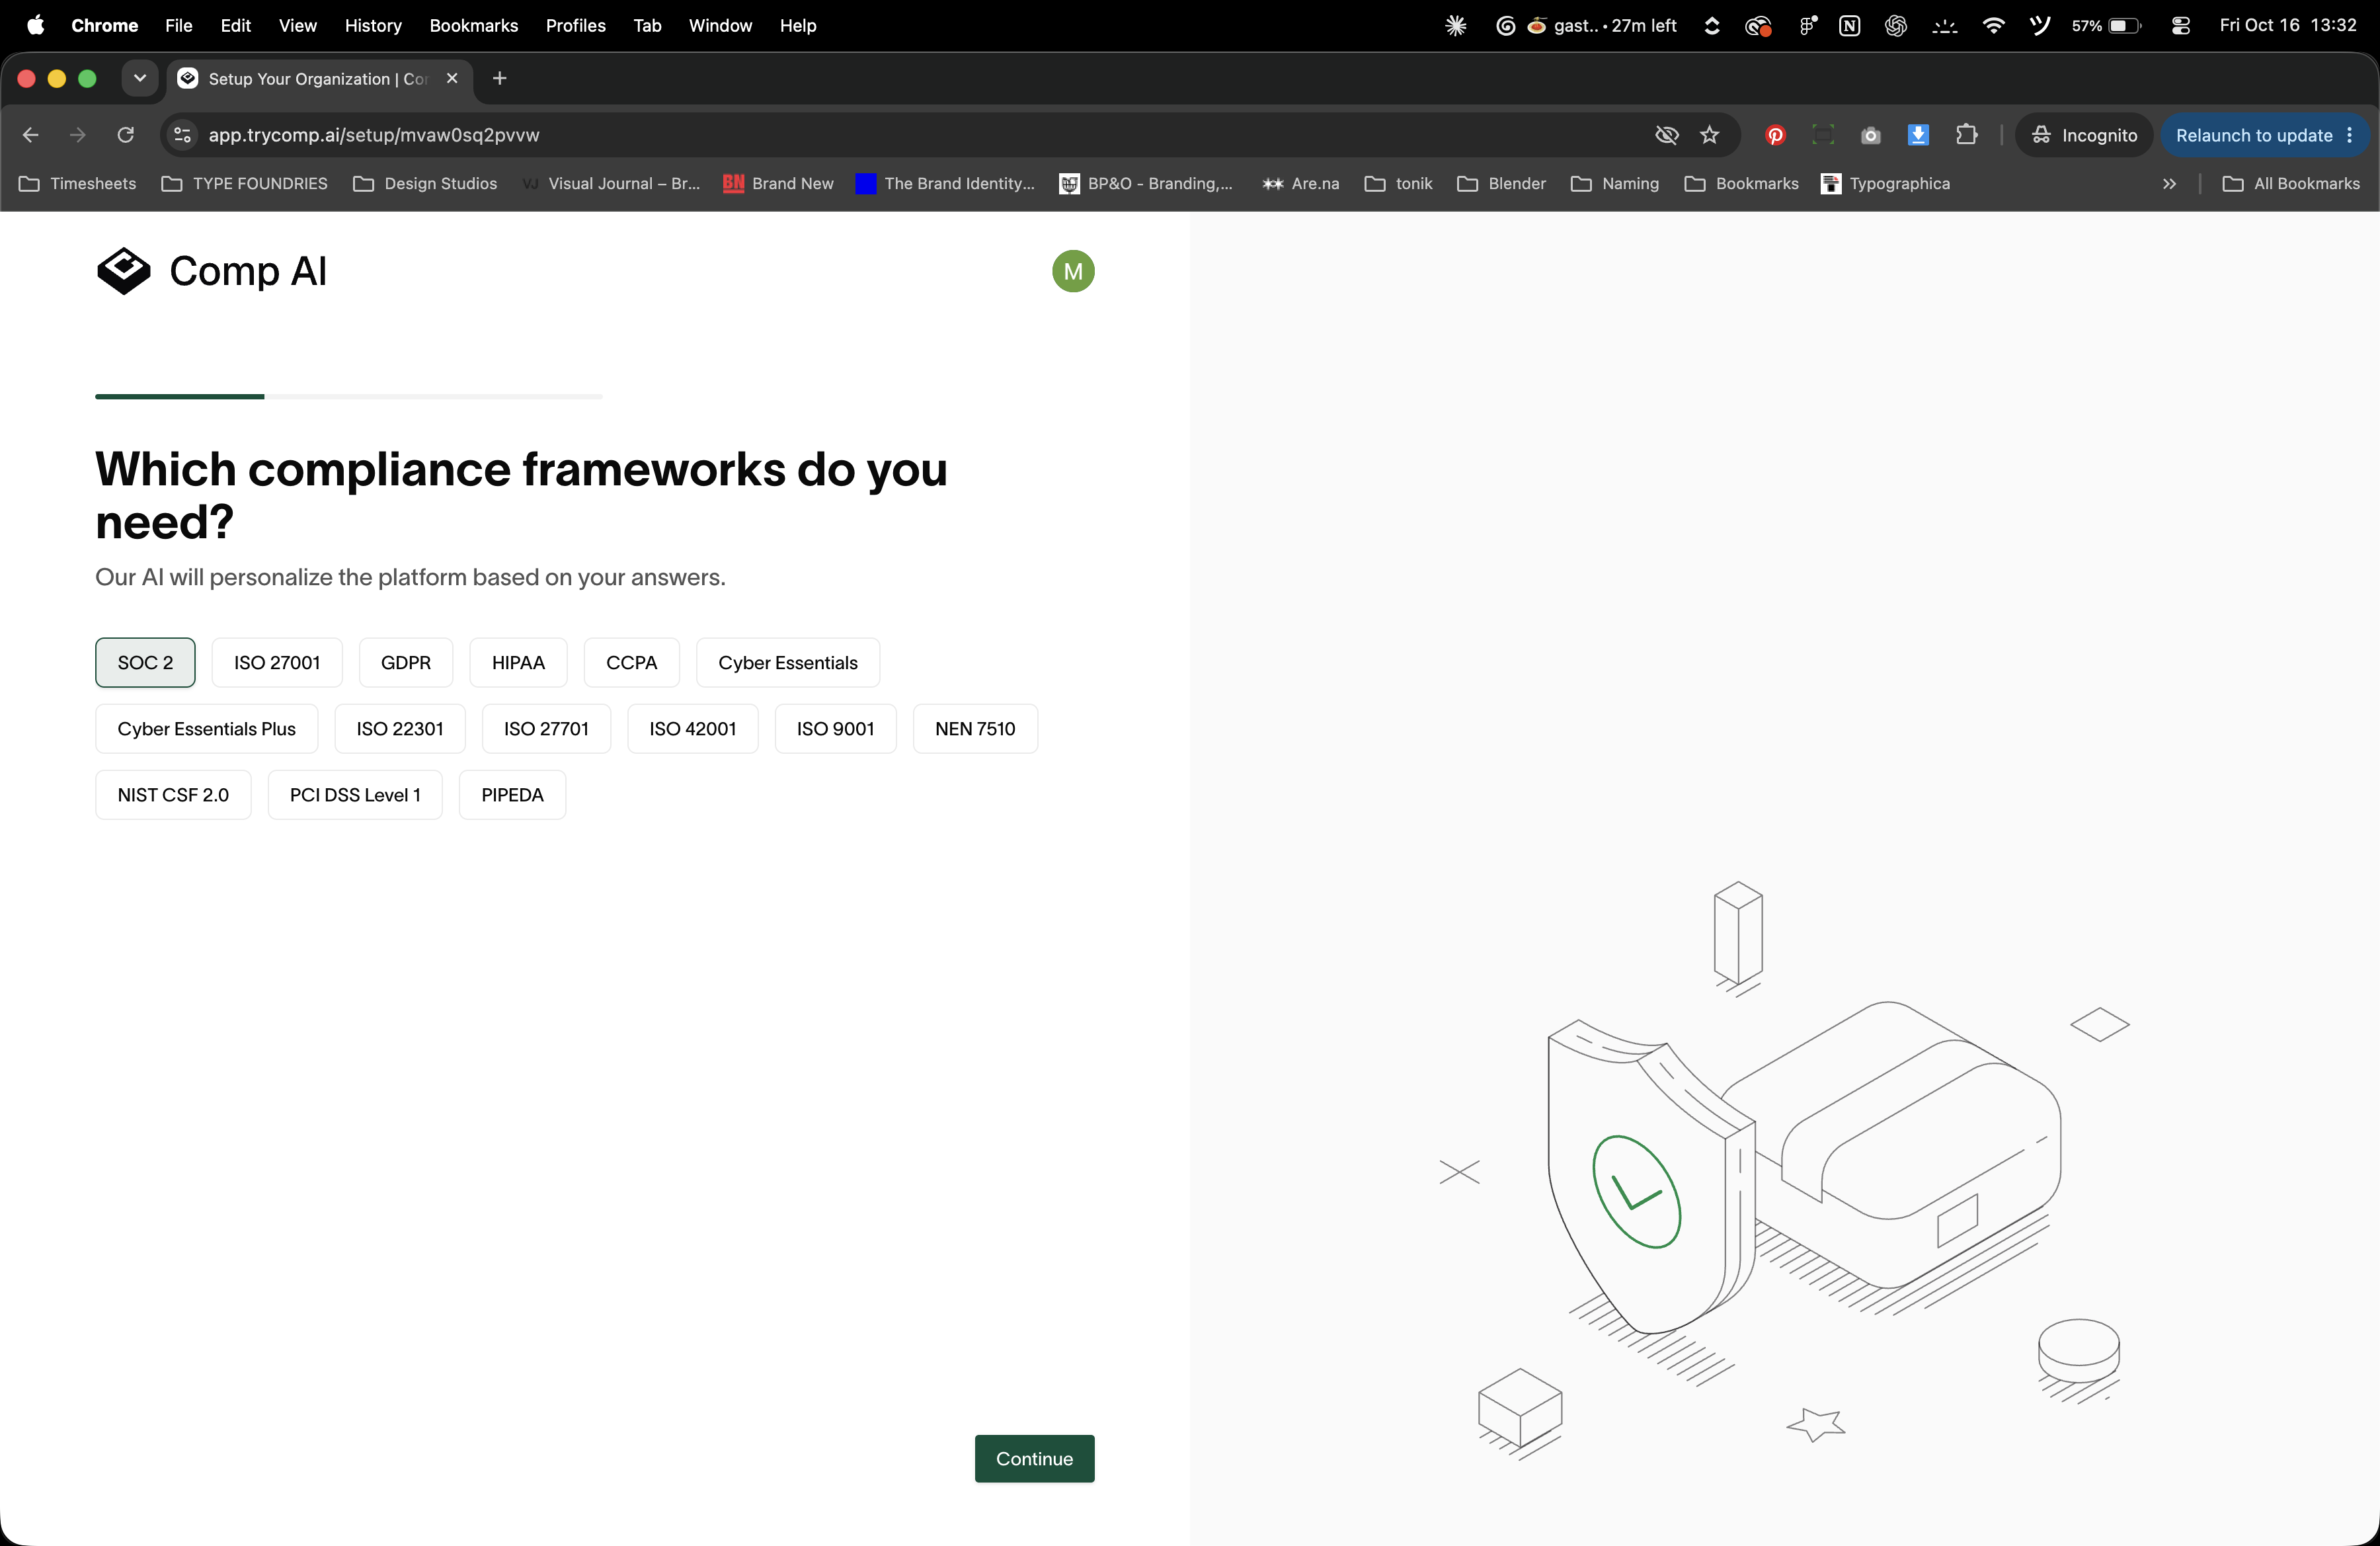 Chrome File Edit View History Bookmarks Profiles Tab Window Help gast.. • 27m left 57% Fri Oct 16 13:32
Setup Your Organization | Co
app.trycomp.ai/setup/mvaw0sq2pvvw Incognito Relaunch to update
Timesheets TYPE FOUNDRIES Design Studios VJ Visual Journal – Br... BN Brand New The Brand Identity... BP&O - Branding,... Are.na tonik Blender Naming Bookmarks Typographica All Bookmarks
Comp AI M
Which compliance frameworks do you
need?
Our AI will personalize the platform based on your answers.
SOC 2 ISO 27001 GDPR HIPAA CCPA Cyber Essentials
Cyber Essentials Plus ISO 22301 ISO 27701 ISO 42001 ISO 9001 NEN 7510
NIST CSF 2.0 PCI DSS Level 1 PIPEDA
Continue